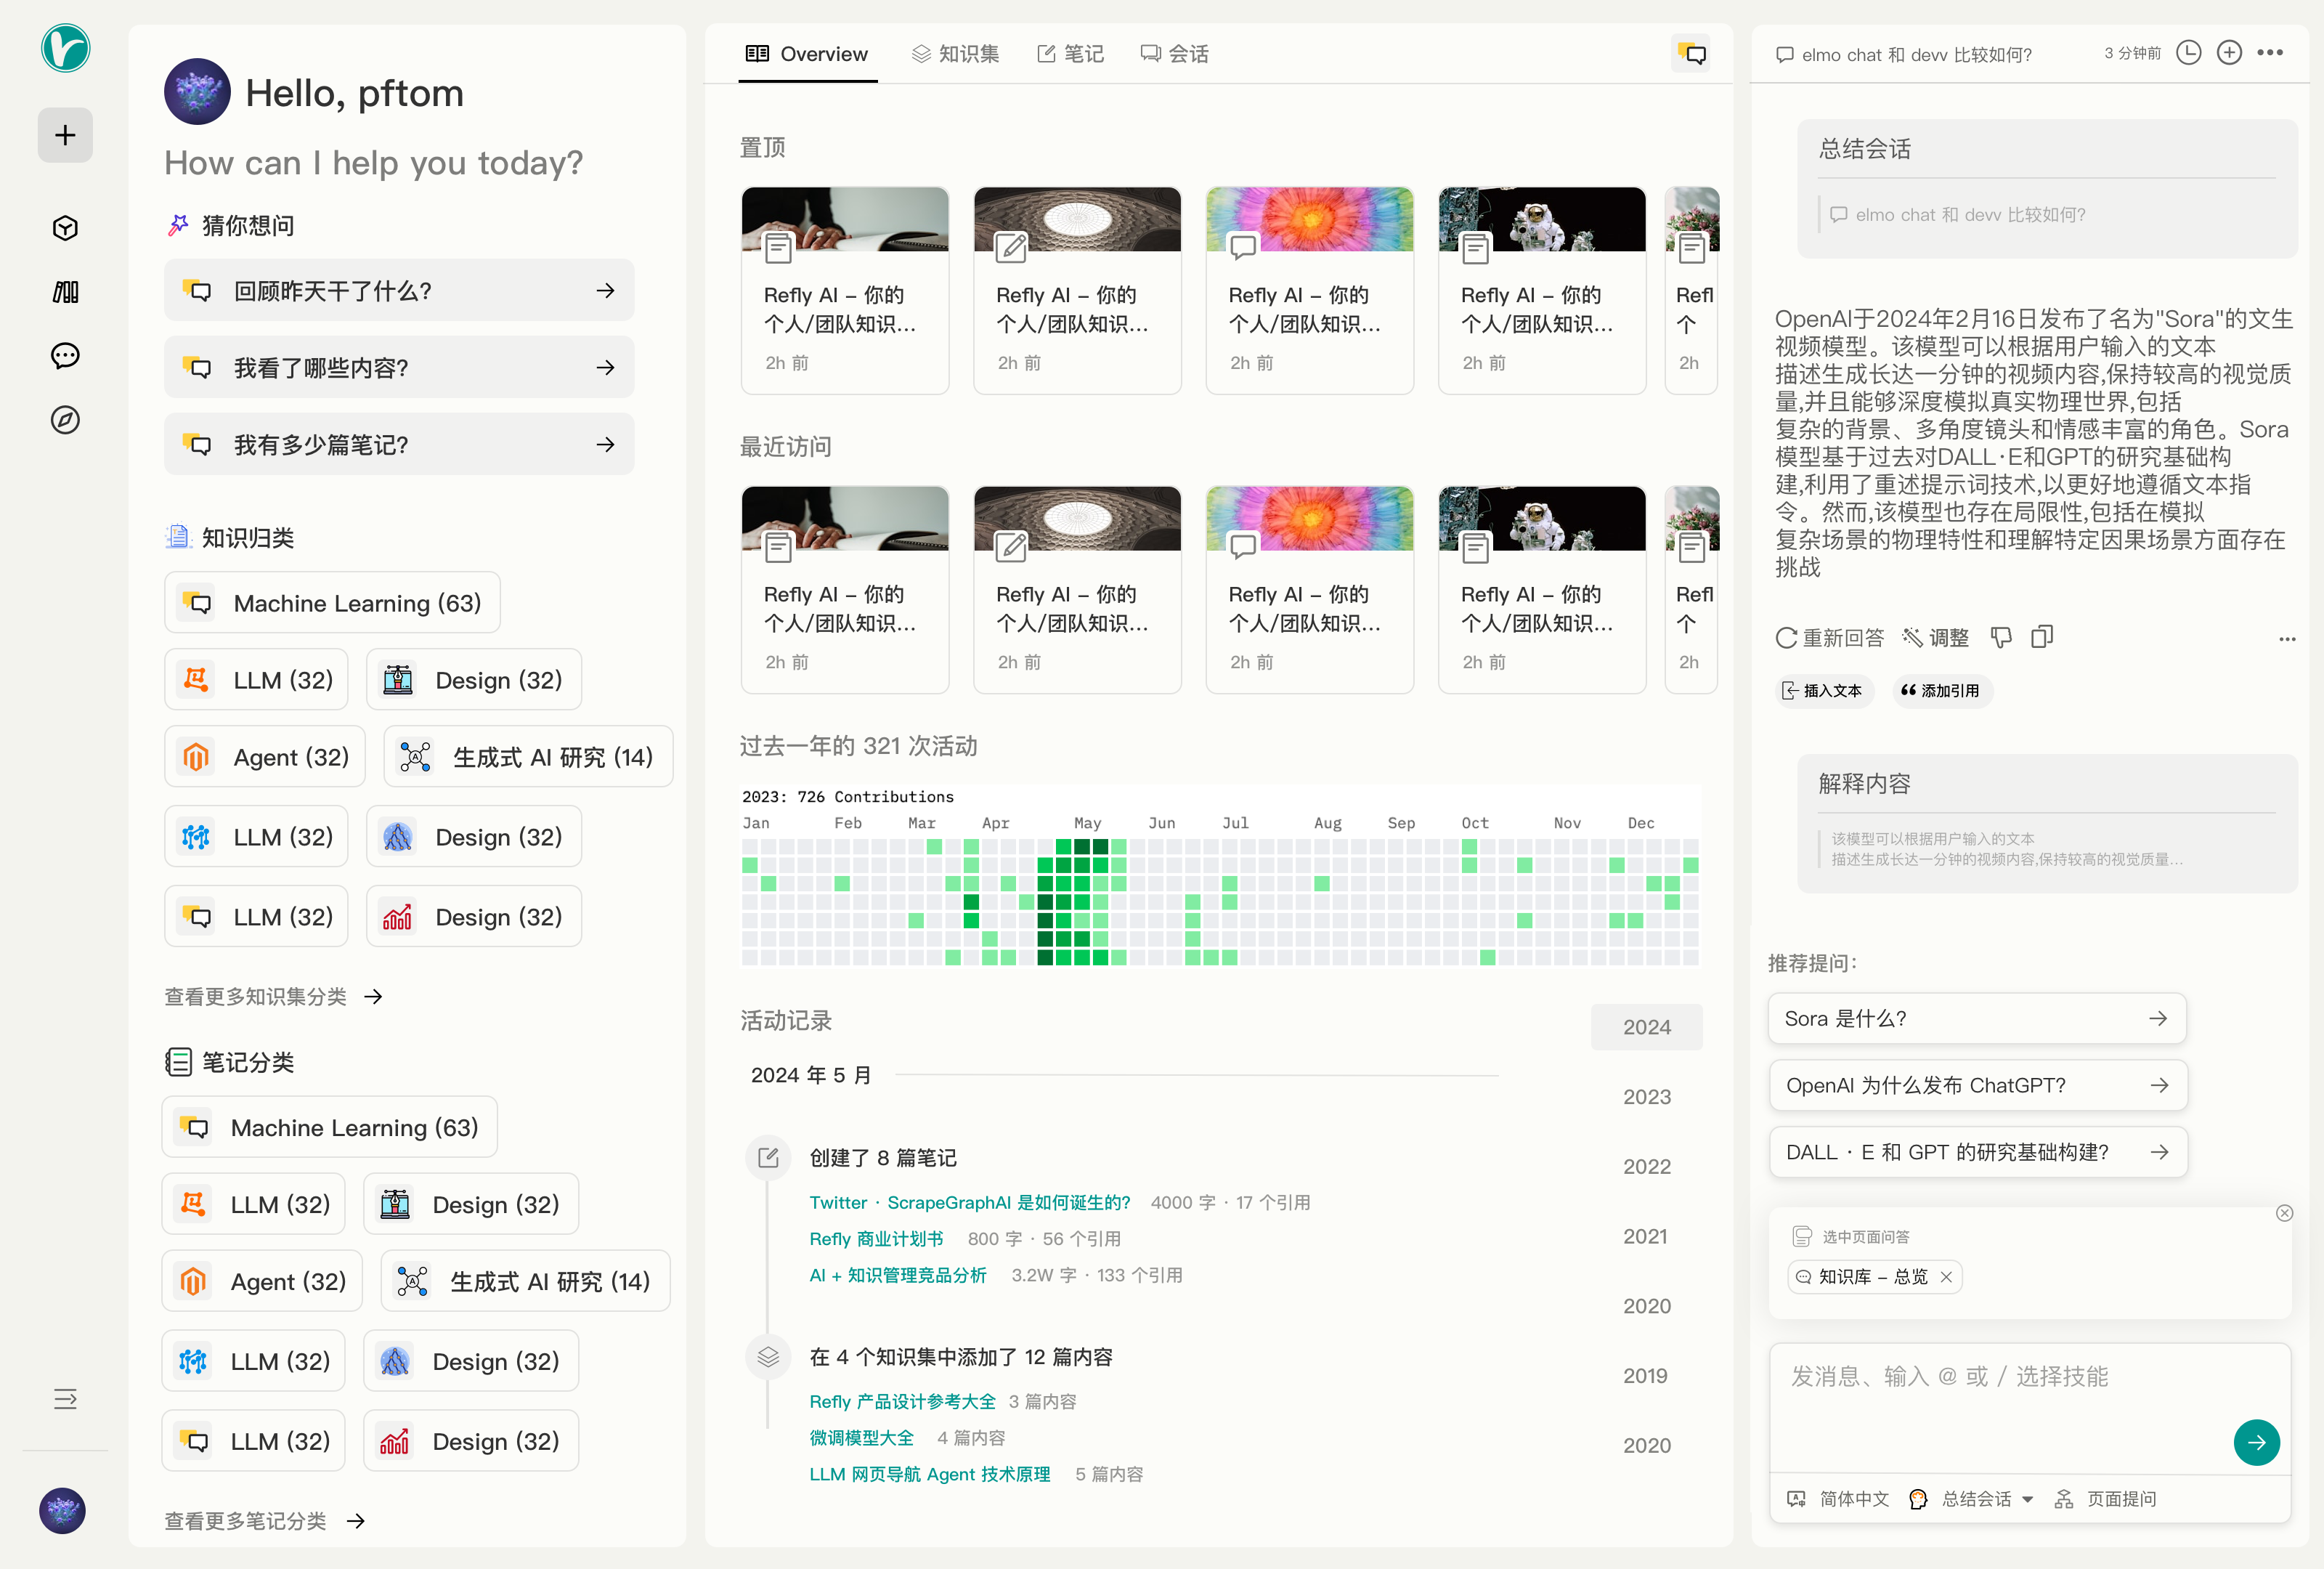 Hello, pftom
How can I help you today?
猜你想问
回顾昨天干了什么?
我看了哪些内容?
我有多少篇笔记?
知识归类
Machine Learning (63)
LLM (32)
Design (32)
Agent (32)
生成式 AI 研究 (14)
LLM (32)
Design (32)
LLM (32)
Design (32)
查看更多知识集分类
笔记分类
Machine Learning (63)
LLM (32)
Design (32)
Agent (32)
生成式 AI 研究 (14)
LLM (32)
Design (32)
LLM (32)
Design (32)
查看更多笔记分类
Overview
知识集
笔记
会话
置顶
Refly AI – 你的
个人/团队知识...
2h 前
Refly AI – 你的
个人/团队知识...
2h 前
Refly AI – 你的
个人/团队知识...
2h 前
Refly AI – 你的
个人/团队知识...
2h 前
Refl
个
2h
最近访问
Refly AI – 你的
个人/团队知识...
2h 前
Refly AI – 你的
个人/团队知识...
2h 前
Refly AI – 你的
个人/团队知识...
2h 前
Refly AI – 你的
个人/团队知识...
2h 前
Refl
个
2h
过去一年的 321 次活动
2023: 726 Contributions
Jan Feb Mar Apr May Jun Jul Aug Sep Oct Nov Dec
活动记录
2024 年 5 月
创建了 8 篇笔记
Twitter · ScrapeGraphAI 是如何诞生的? 4000 字 · 17 个引用
Refly 商业计划书 800 字 · 56 个引用
AI + 知识管理竞品分析 3.2W 字 · 133 个引用
在 4 个知识集中添加了 12 篇内容
Refly 产品设计参考大全 3 篇内容
微调模型大全 4 篇内容
LLM 网页导航 Agent 技术原理 5 篇内容
2024
2023
2022
2021
2020
2019
2020
elmo chat 和 devv 比较如何?
3 分钟前
总结会话
elmo chat 和 devv 比较如何?
OpenAI于2024年2月16日发布了名为"Sora"的文生
视频模型。该模型可以根据用户输入的文本
描述生成长达一分钟的视频内容,保持较高的视觉质
量,并且能够深度模拟真实物理世界,包括
复杂的背景、多角度镜头和情感丰富的角色。Sora
模型基于过去对DALL·E和GPT的研究基础构
建,利用了重述提示词技术,以更好地遵循文本指
令。然而,该模型也存在局限性,包括在模拟
复杂场景的物理特性和理解特定因果场景方面存在
挑战
重新回答
调整
插入文本
添加引用
解释内容
该模型可以根据用户输入的文本
描述生成长达一分钟的视频内容,保持较高的视觉质量...
推荐提问:
Sora 是什么?
OpenAI 为什么发布 ChatGPT?
DALL · E 和 GPT 的研究基础构建?
选中页面问答
知识库 – 总览
发消息、输入 @ 或 / 选择技能
简体中文
总结会话
页面提问